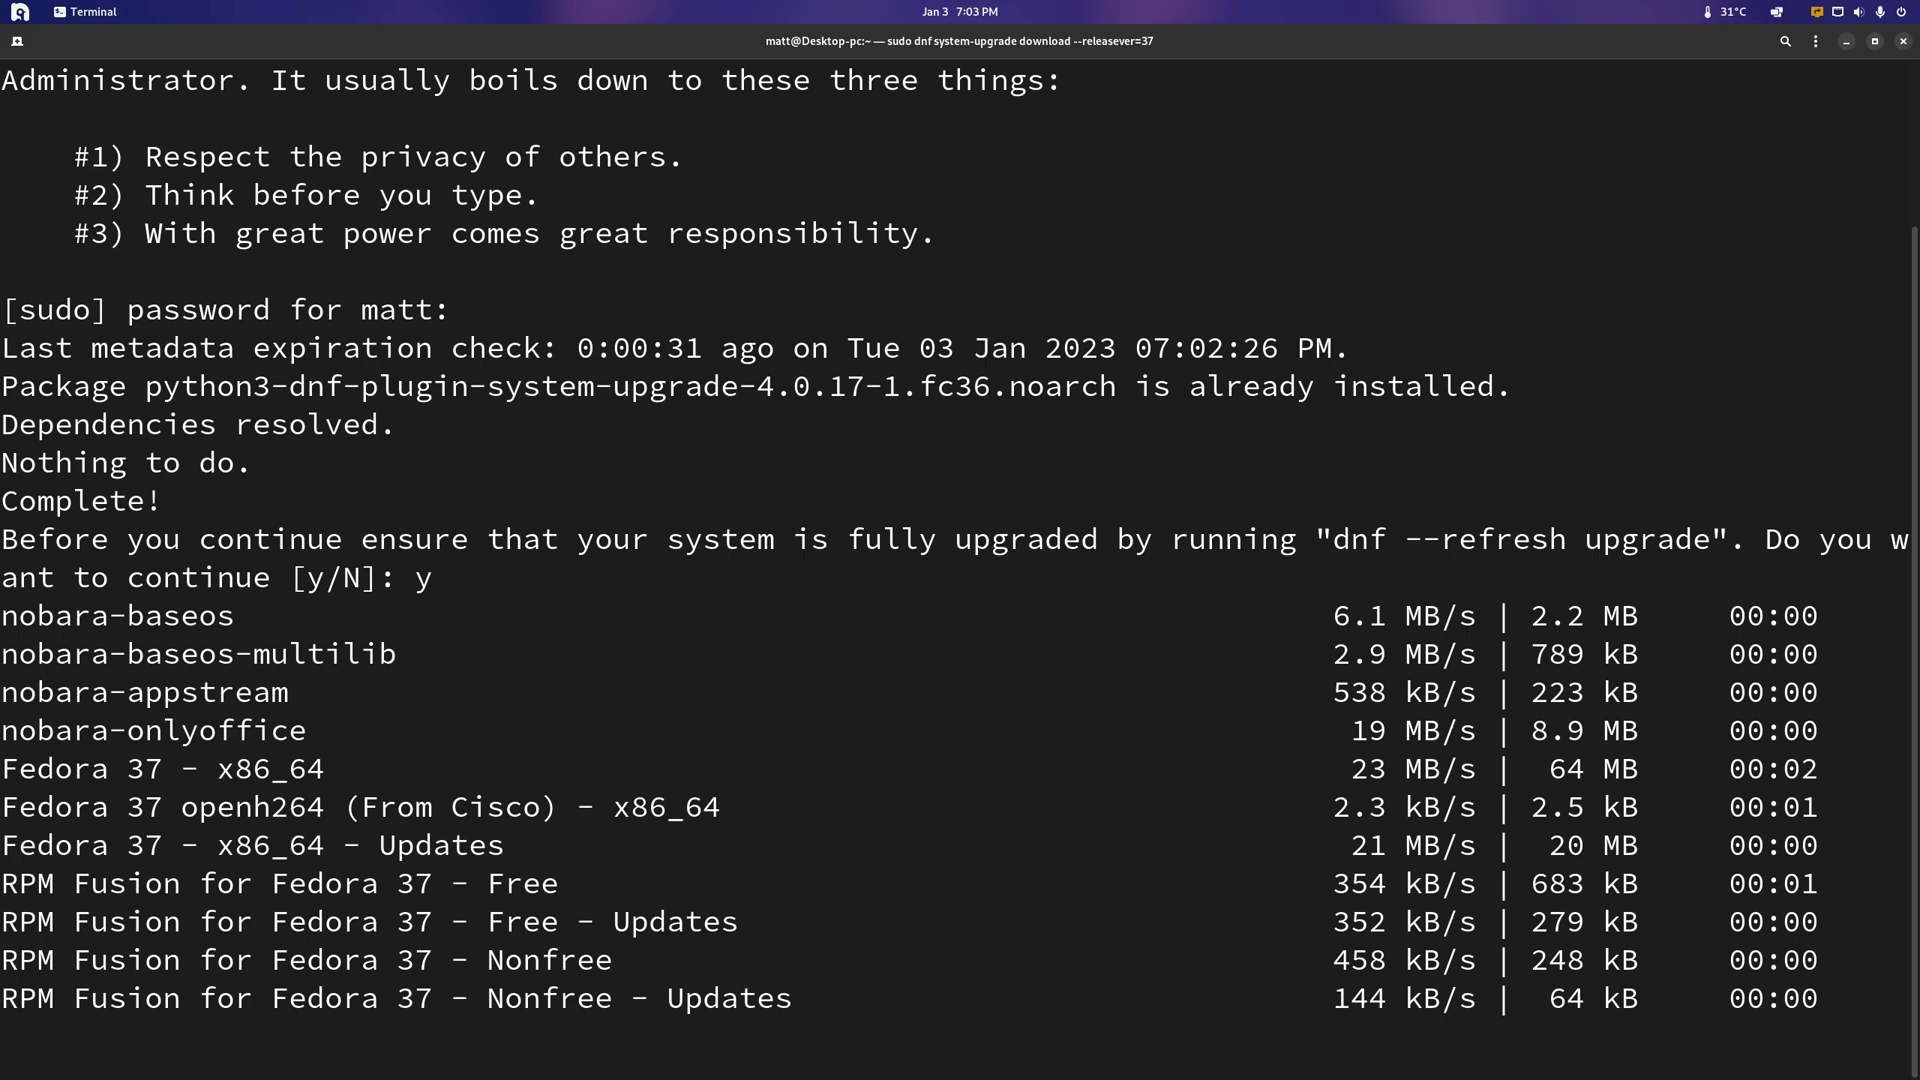 Terminal
Jan 3 7:03 PM
31°C
matt@Desktop-pc:~ — sudo dnf system-upgrade download --releasever=37
Administrator. It usually boils down to these three things:
#1) Respect the privacy of others.
#2) Think before you type.
#3) With great power comes great responsibility.
[sudo] password for matt:
Last metadata expiration check: 0:00:31 ago on Tue 03 Jan 2023 07:02:26 PM.
Package python3-dnf-plugin-system-upgrade-4.0.17-1.fc36.noarch is already installed.
Dependencies resolved.
Nothing to do.
Complete!
Before you continue ensure that your system is fully upgraded by running "dnf --refresh upgrade". Do you w
ant to continue [y/N]: y
nobara-baseos 6.1 MB/s | 2.2 MB 00:00
nobara-baseos-multilib 2.9 MB/s | 789 kB 00:00
nobara-appstream 538 kB/s | 223 kB 00:00
nobara-onlyoffice 19 MB/s | 8.9 MB 00:00
Fedora 37 - x86_64 23 MB/s | 64 MB 00:02
Fedora 37 openh264 (From Cisco) - x86_64 2.3 kB/s | 2.5 kB 00:01
Fedora 37 - x86_64 - Updates 21 MB/s | 20 MB 00:00
RPM Fusion for Fedora 37 - Free 354 kB/s | 683 kB 00:01
RPM Fusion for Fedora 37 - Free - Updates 352 kB/s | 279 kB 00:00
RPM Fusion for Fedora 37 - Nonfree 458 kB/s | 248 kB 00:00
RPM Fusion for Fedora 37 - Nonfree - Updates 144 kB/s | 64 kB 00:00